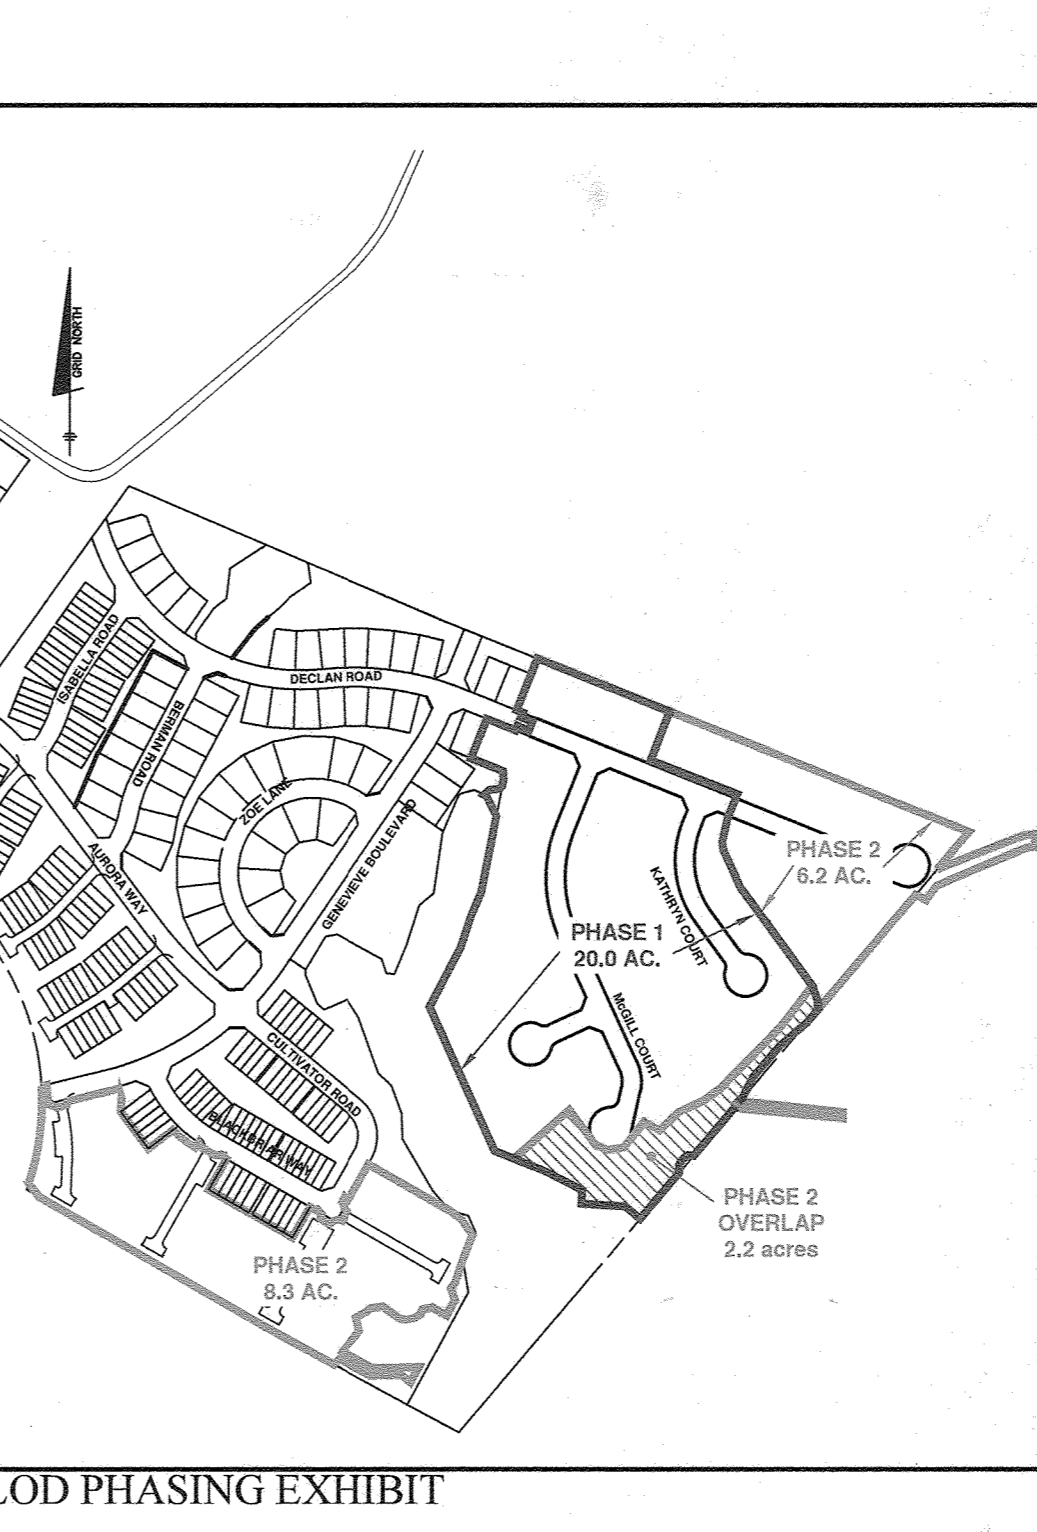 GRID NORTH
ISABELLA ROAD
DECLAN ROAD
BERMAN ROAD
ZOE LANE
GENEVIEVE BOULEVARD
AURORA WAY
PHASE 2
6.2 AC.
KATHRYN COURT
PHASE 1
20.0 AC.
McGILL COURT
CULTIVATOR ROAD
BLACKBRIAR WAY
PHASE 2
OVERLAP
2.2 acres
PHASE 2
8.3 AC.
LOD PHASING EXHIBIT